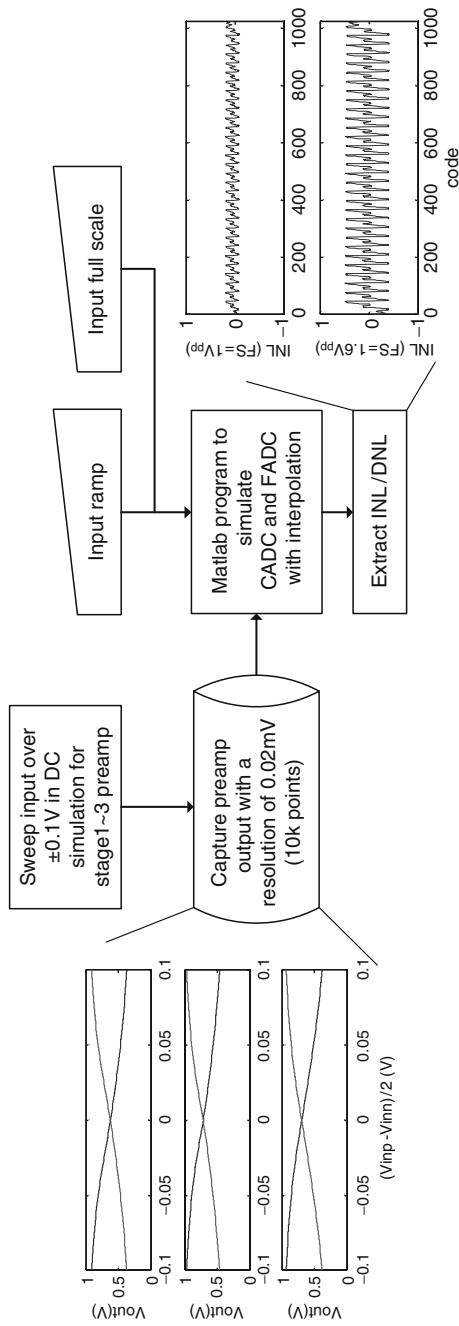 Sweep input over
±0.1V in DC
simulation for
stage1~3 preamp
Input ramp
Input full scale
Capture preamp
output with a
resolution of 0.02mV
(10k points)
Matlab program to
simulate
CADC and FADC
with interpolation
Extract INL/DNL
Vout(V)
1
0.5
0
Vout(V)
1
0.5
0
Vout(V)
1
0.5
0
−0.1
−0.05
0
0.05
0.1
−0.1
−0.05
0
0.05
0.1
−0.1
−0.05
0
0.05
0.1
(Vinp -Vinn)/2 (V)
INL (FS=1Vpp)
1
0
−1
0
200
400
600
800
1000
INL (FS=1.6Vpp)
1
0
−1
0
200
400
600
800
1000
code